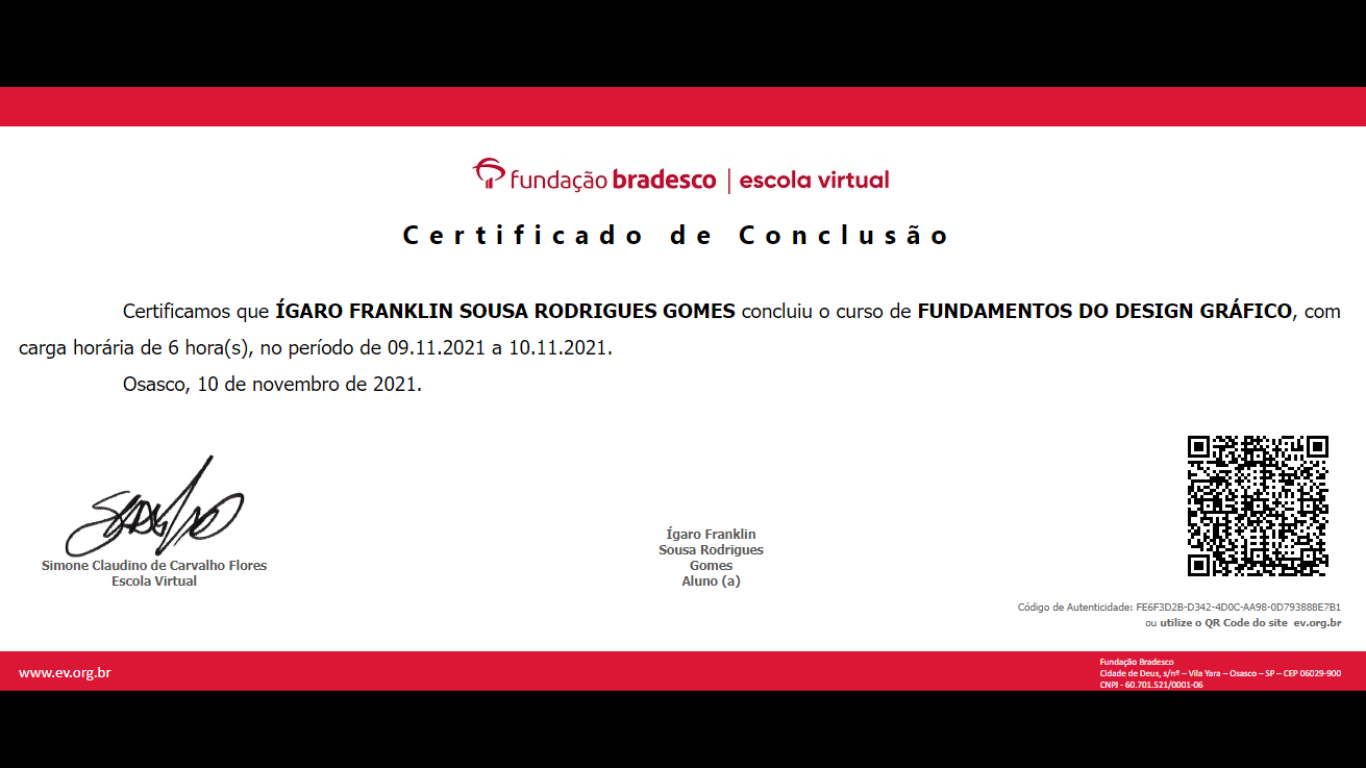 fundação bradesco | escola virtual
Certificado de Conclusão
Certificamos que ÍGARO FRANKLIN SOUSA RODRIGUES GOMES concluiu o curso de FUNDAMENTOS DO DESIGN GRÁFICO, com
carga horária de 6 hora(s), no período de 09.11.2021 a 10.11.2021.
Osasco, 10 de novembro de 2021.
Simone Claudino de Carvalho Flores
Escola Virtual
Ígaro Franklin
Sousa Rodrigues
Gomes
Aluno (a)
Código de Autenticidade: FE6F3D2B-D342-4D0C-AA98-0D793888E7B1
ou utilize o QR Code do site ev.org.br
www.ev.org.br
Fundação Bradesco
Cidade de Deus, s/nº – Vila Yara – Osasco – SP – CEP 06029-900
CNPJ - 60.701.521/0001-06